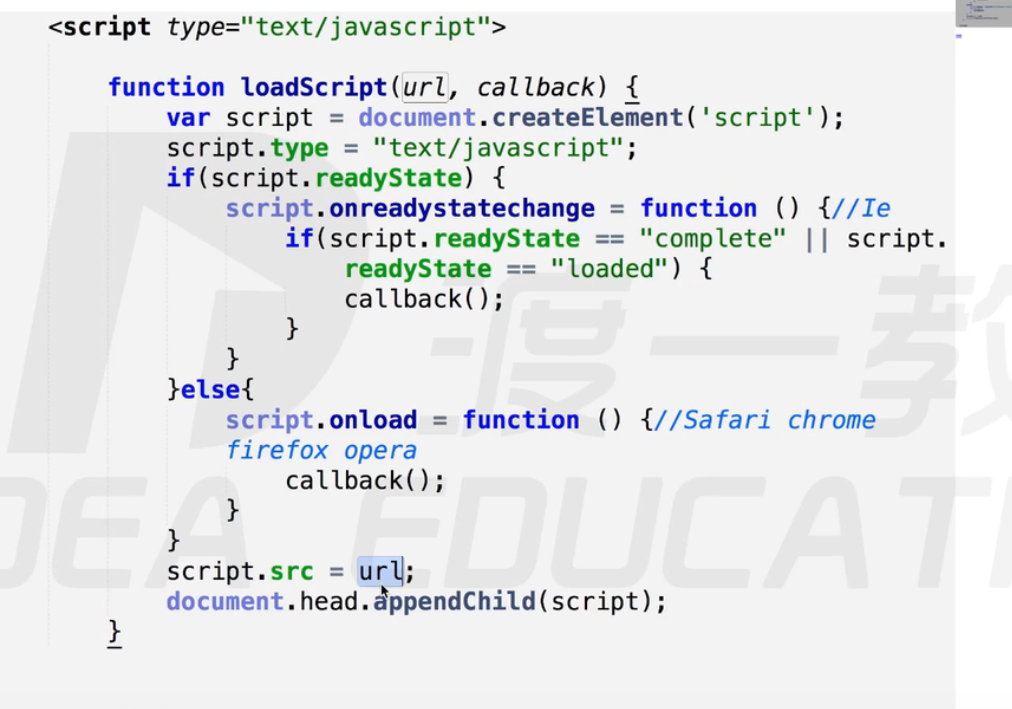 <script type="text/javascript">
function loadScript(url, callback) {
var script = document.createElement('script');
script.type = "text/javascript";
if(script.readyState) {
script.onreadystatechange = function () {//Ie
if(script.readyState == "complete" || script.
readyState == "loaded") {
callback();
}
}
}else{
script.onload = function () {//Safari chrome
firefox opera
callback();
}
}
script.src = url;
document.head.appendChild(script);
}
渡一教
EDUCATI